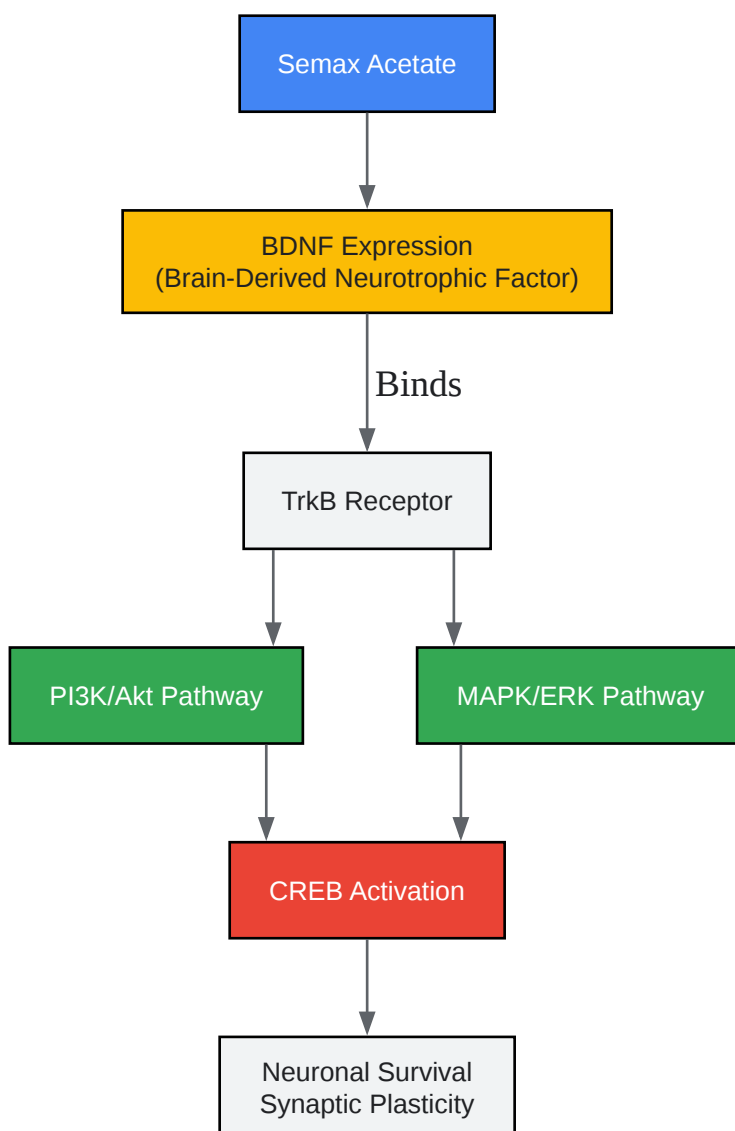 Semax Acetate
BDNF Expression
(Brain-Derived Neurotrophic Factor)
Binds
TrkB Receptor
PI3K/Akt Pathway
MAPK/ERK Pathway
CREB Activation
Neuronal Survival
Synaptic Plasticity